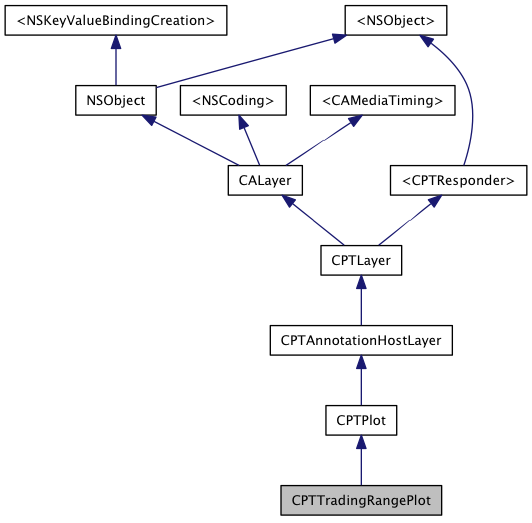 <NSKeyValueBindingCreation>
<NSObject>
NSObject
<NSCoding>
<CAMediaTiming>
CALayer
<CPTResponder>
CPTLayer
CPTAnnotationHostLayer
CPTPlot
CPTTradingRangePlot